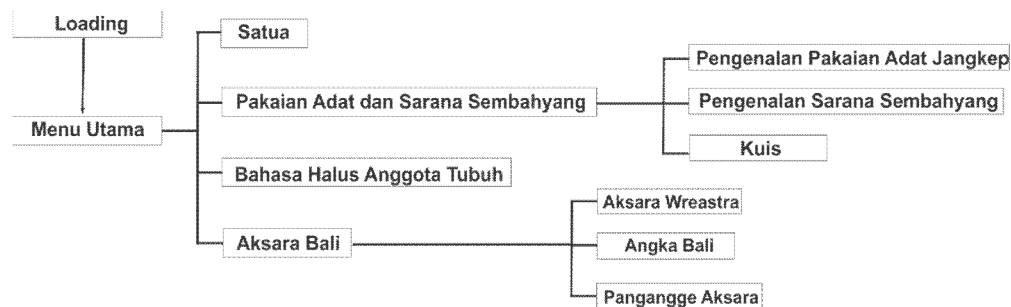 Loading
Menu Utama
Satua
Pakaian Adat dan Sarana Sembahyang
Bahasa Halus Anggota Tubuh
Aksara Bali
Pengenalan Pakaian Adat Jangkep
Pengenalan Sarana Sembahyang
Kuis
Aksara Wreastra
Angka Bali
Pangangge Aksara